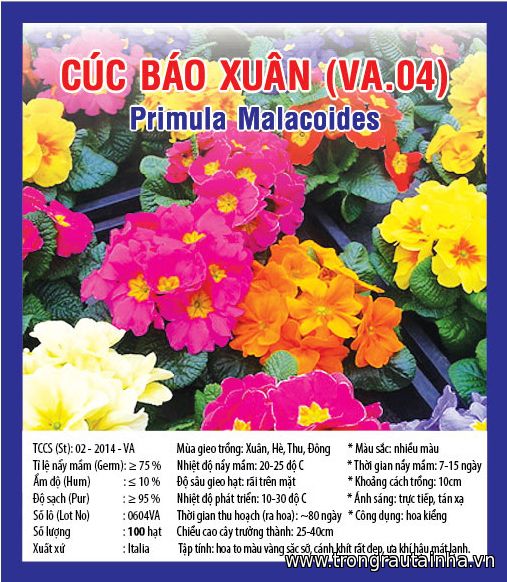 CÚC BÁO XUÂN (VA.04)
Primula Malacoides
TCCS (St): 02 - 2014 - VA Mùa gieo trồng: Xuân, Hè, Thu, Đông * Màu sắc: nhiều màu
Tỉ lệ nẩy mầm (Germ): ≥ 75 % Nhiệt độ nẩy mầm: 20-25 độ C * Thời gian nẩy mầm: 7-15 ngày
Ẩm độ (Hum) : ≤ 10 % Độ sâu gieo hạt: rãi trên mặt * Khoảng cách trồng: 10cm
Độ sạch (Pur) : ≥ 95 % Nhiệt độ phát triển: 10-30 độ C * Ánh sáng: trực tiếp, tán xạ
Số lô (Lot No) : 0604VA Thời gian thu hoạch (ra hoa): ~80 ngày * Công dụng: hoa kiểng
Số lượng : 100 hạt Chiều cao cây trưởng thành: 25-40cm
Xuất xứ : Italia Tập tính: hoa to màu vàng sặc sỡ, cánh khít rất đẹp, ưa khí hậu mát lạnh.
www.trongrautainha.vn